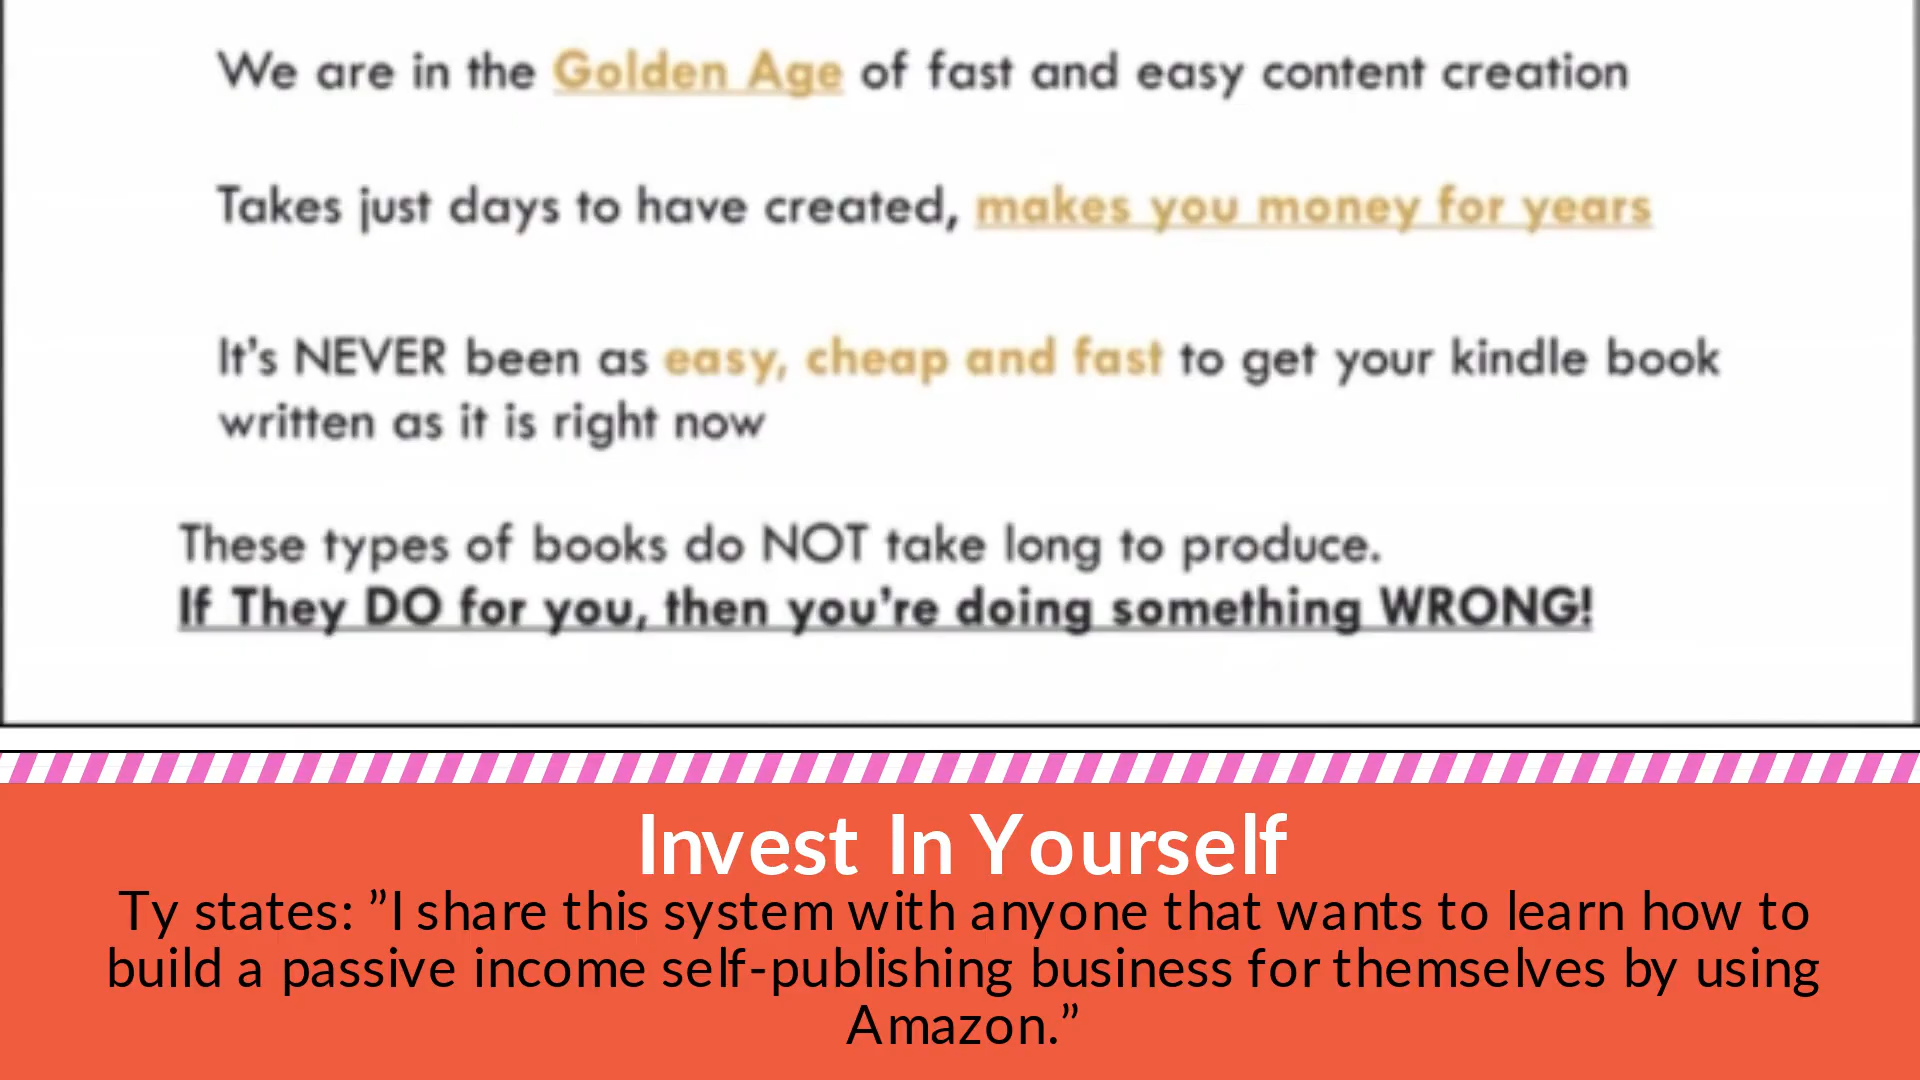 We are in the Golden Age of fast and easy content creation
Takes just days to have created, makes you money for years
It's NEVER been as easy, cheap and fast to get your kindle book
written as it is right now
These types of books do NOT take long to produce.
If They DO for you, then you're doing something WRONG!
Invest In Yourself
Ty states: ”I share this system with anyone that wants to learn how to
build a passive income self-publishing business for themselves by using
Amazon.”